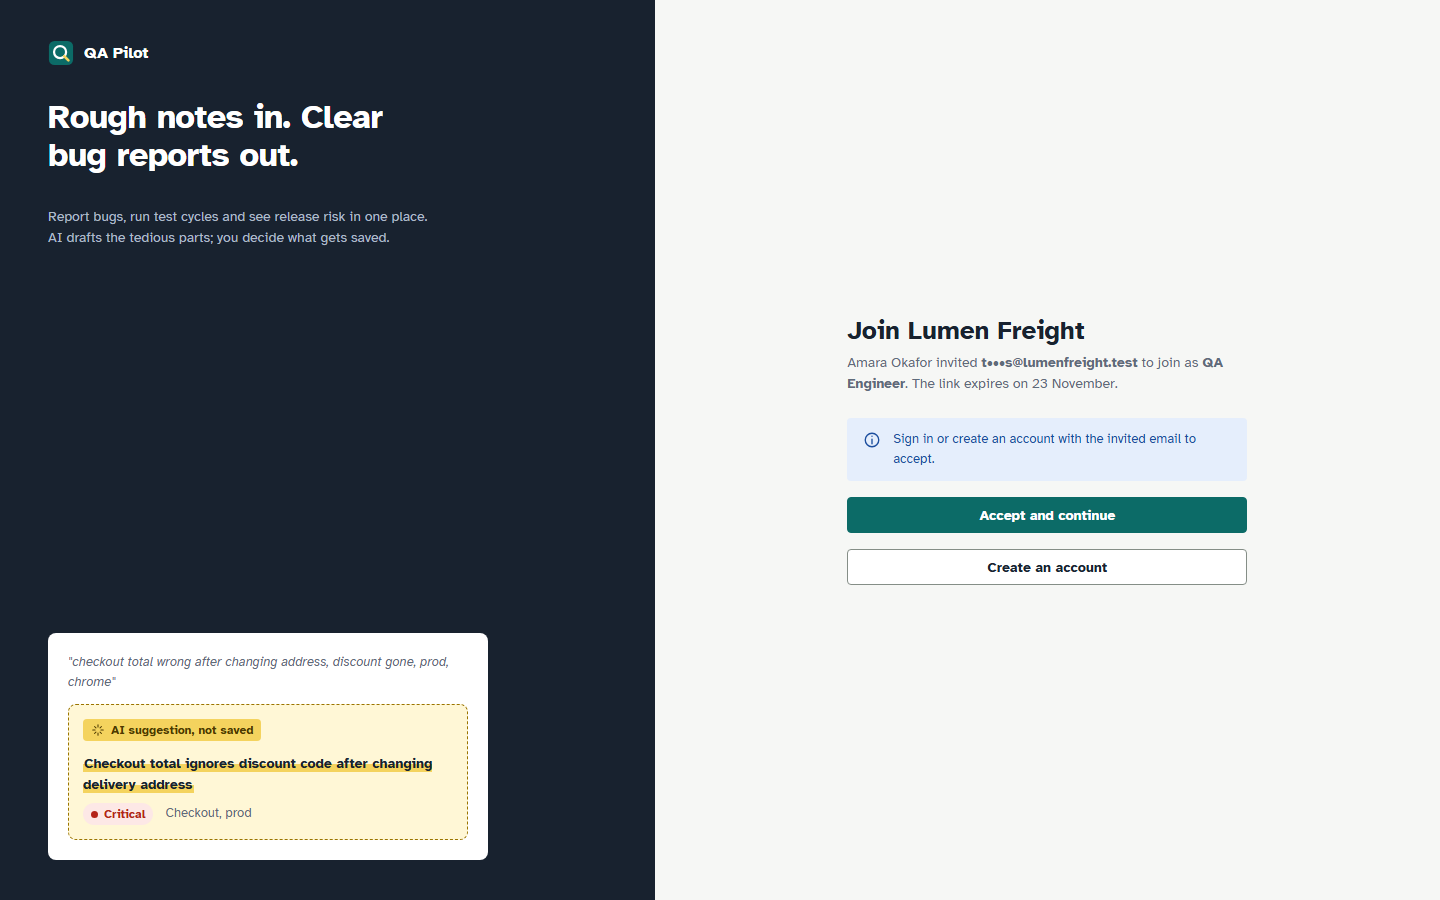 QA Pilot
Rough notes in. Clear
bug reports out.
Report bugs, run test cycles and see release risk in one place.
AI drafts the tedious parts; you decide what gets saved.
"checkout total wrong after changing address, discount gone, prod,
chrome"
AI suggestion, not saved
Checkout total ignores discount code after changing
delivery address
Critical Checkout, prod
Join Lumen Freight
Amara Okafor invited t•••s@lumenfreight.test to join as QA
Engineer. The link expires on 23 November.
Sign in or create an account with the invited email to
accept.
Accept and continue
Create an account